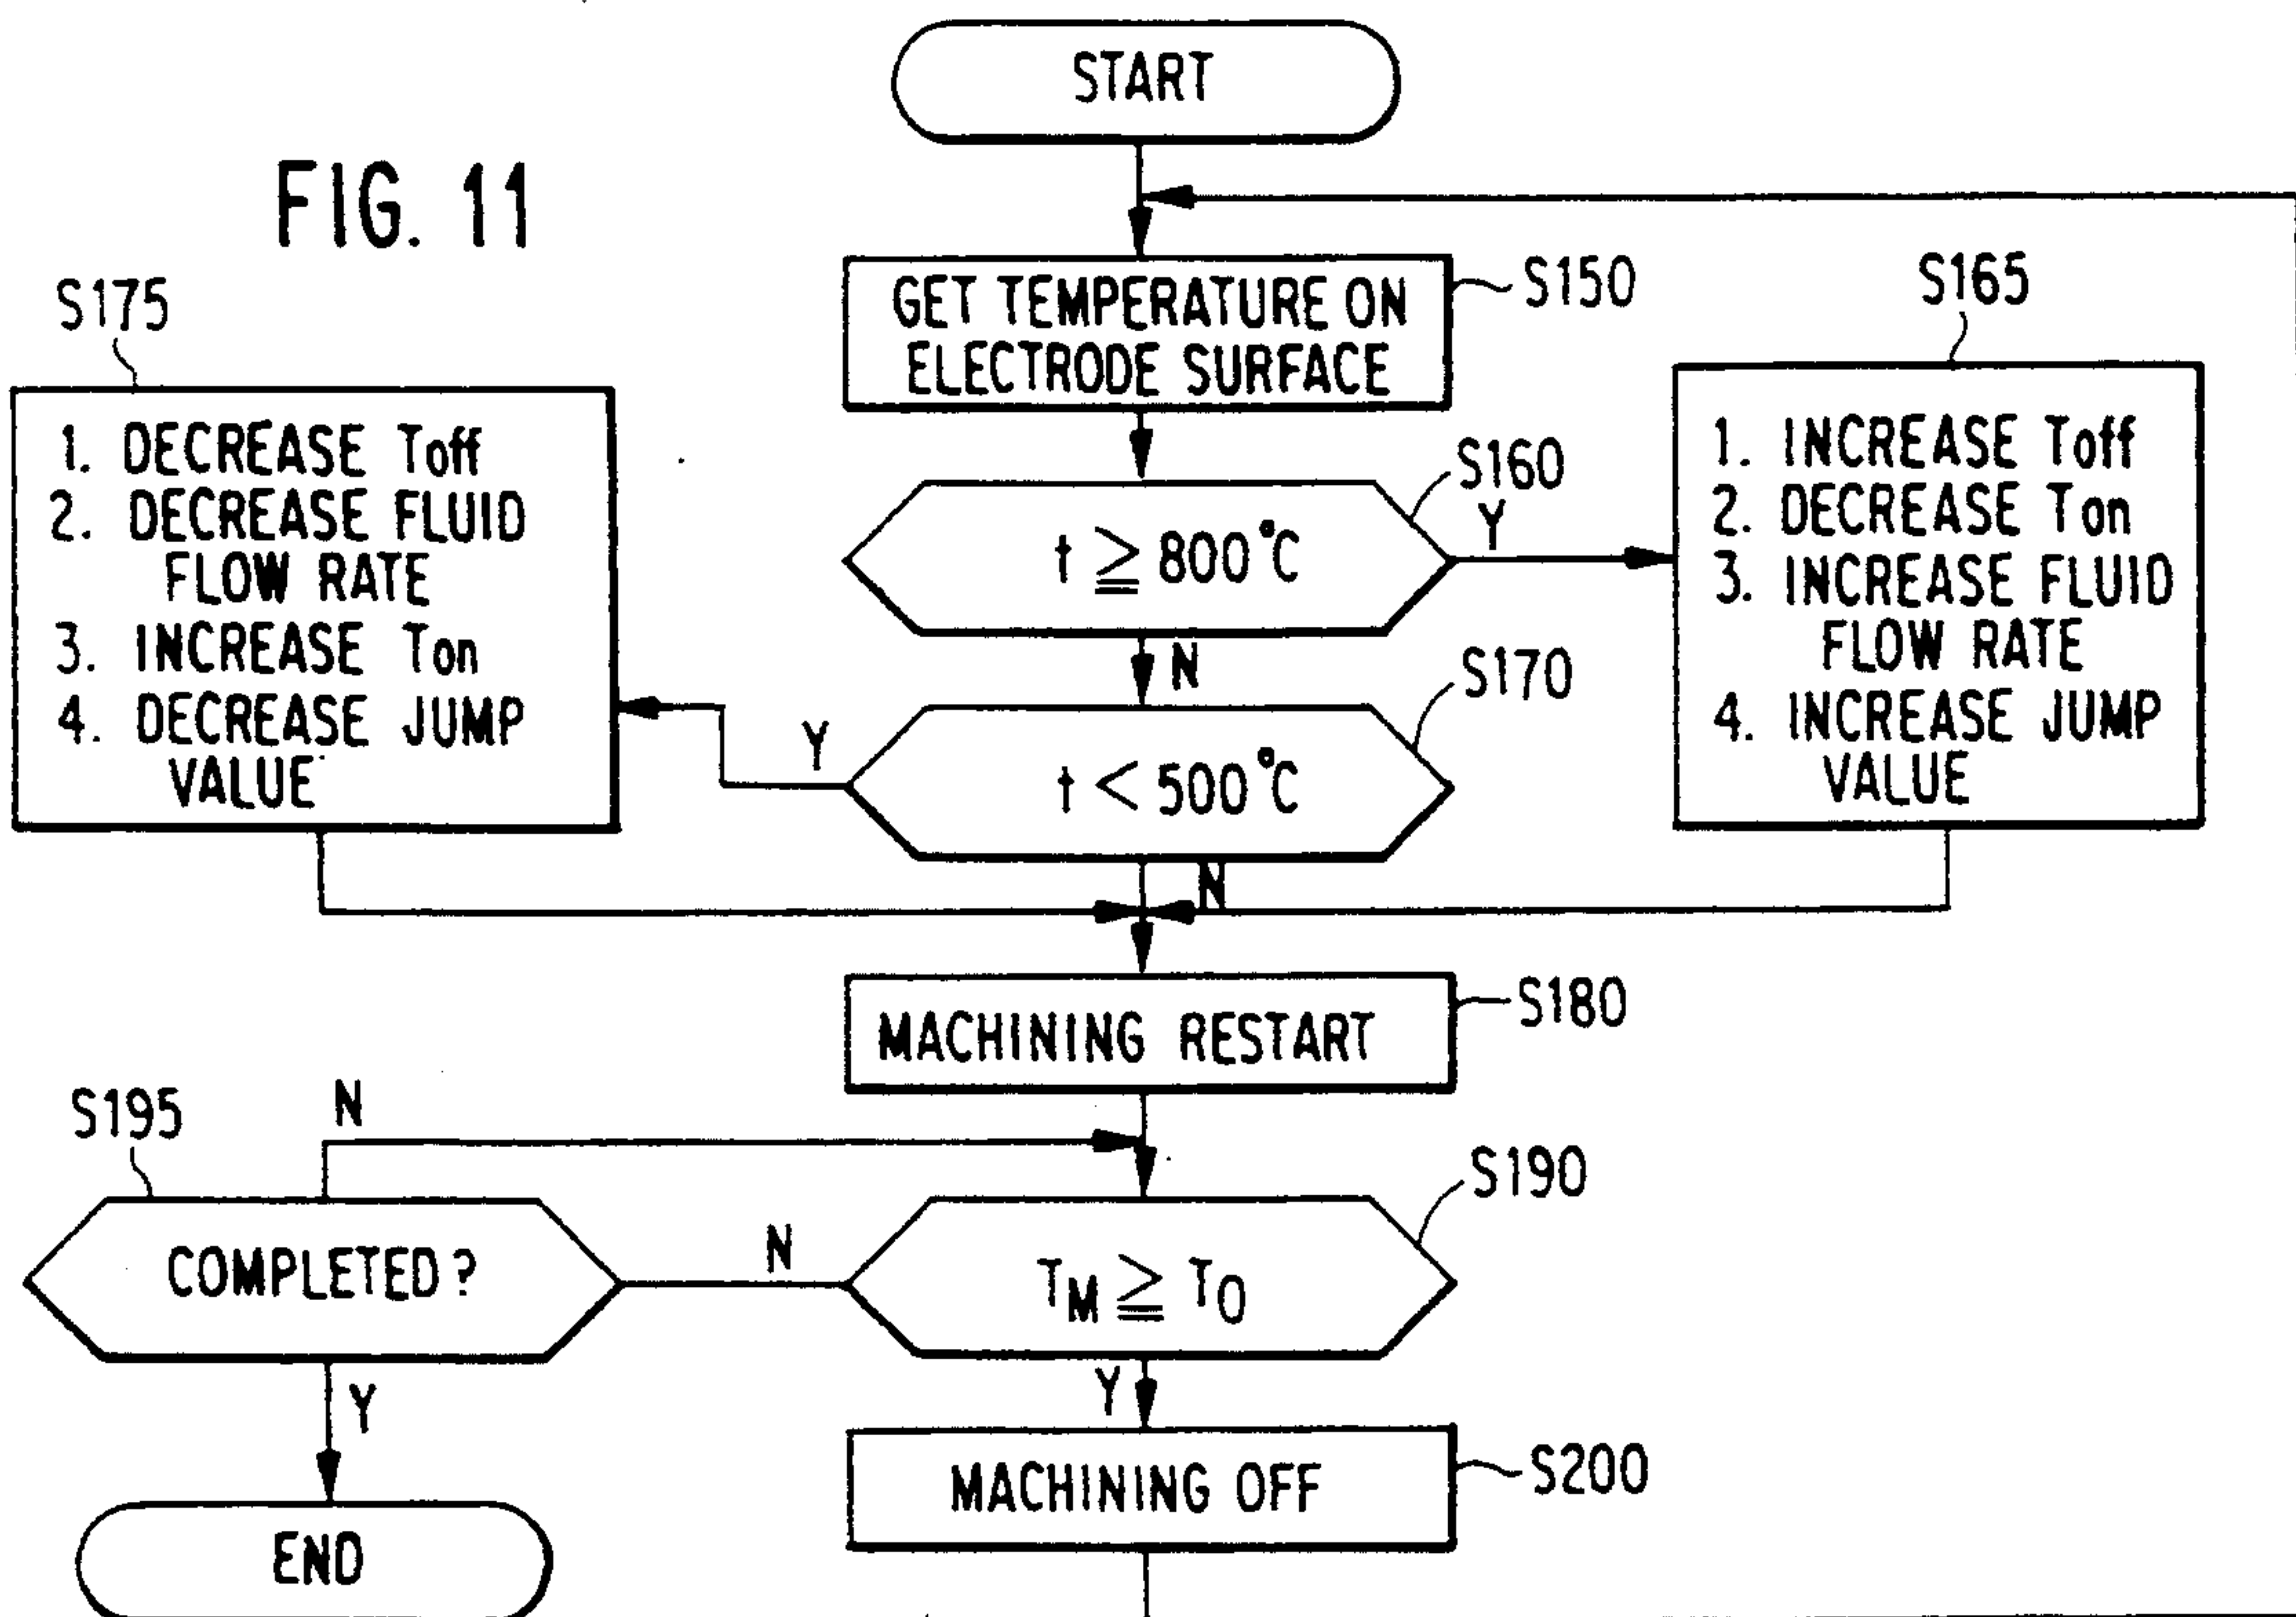 START
FIG. 11
S150
GET TEMPERATURE ON
ELECTRODE SURFACE
S165
1. INCREASE Toff
2. DECREASE Ton
3. INCREASE FLUID
FLOW RATE
4. INCREASE JUMP
VALUE
S175
1. DECREASE Toff
2. DECREASE FLUID
FLOW RATE
3. INCREASE Ton
4. DECREASE JUMP
VALUE
S160
t ≧ 800°C
Y
N
S170
t < 500°C
Y
N
S180
MACHINING RESTART
S195
N
COMPLETED?
Y
S190
TM ≧ TO
N
Y
S200
MACHINING OFF
END